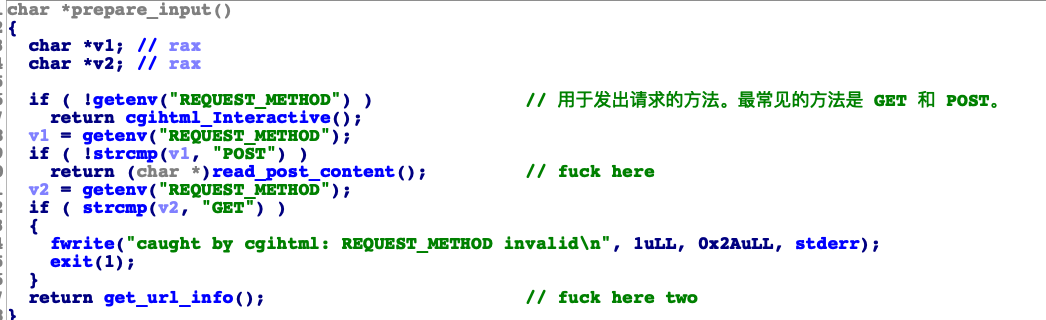 char *prepare_input()
{
  char *v1; // rax
  char *v2; // rax

  if ( !getenv("REQUEST_METHOD") ) // 用于发出请求的方法。最常见的方法是 GET 和 POST。
    return cgihtml_Interactive();
  v1 = getenv("REQUEST_METHOD");
  if ( !strcmp(v1, "POST") )
    return (char *)read_post_content(); // fuck here
  v2 = getenv("REQUEST_METHOD");
  if ( strcmp(v2, "GET") )
  {
    fwrite("caught by cgihtml: REQUEST_METHOD invalid\n", 1uLL, 0x2AuLL, stderr);
    exit(1);
  }
  return get_url_info(); // fuck here two
}